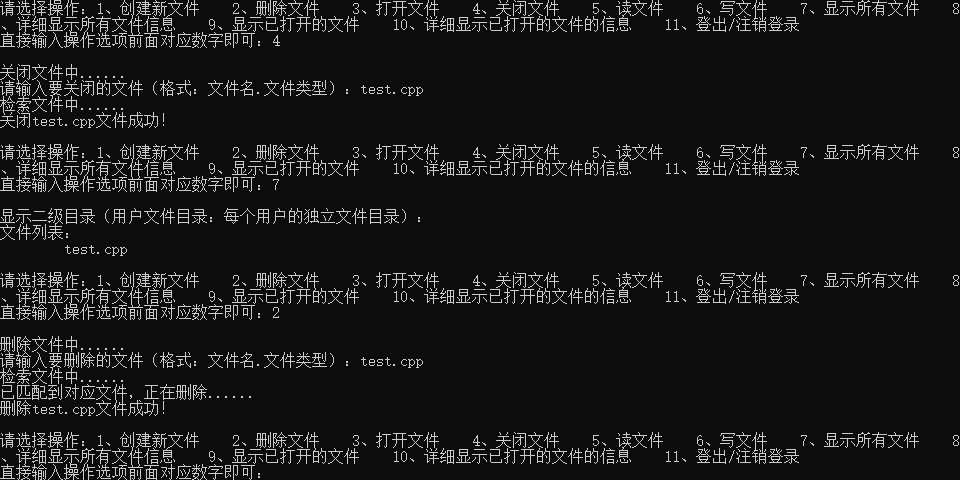 请选择操作：1、创建新文件    2、删除文件    3、打开文件    4、关闭文件    5、读文件    6、写文件    7、显示所有文件    8
、详细显示所有文件信息    9、显示已打开的文件    10、详细显示已打开的文件的信息    11、登出/注销登录
直接输入操作选项前面对应数字即可：4
关闭文件中......
请输入要关闭的文件（格式：文件名.文件类型）：test.cpp
检索文件中......
关闭test.cpp文件成功!
请选择操作：1、创建新文件    2、删除文件    3、打开文件    4、关闭文件    5、读文件    6、写文件    7、显示所有文件    8
、详细显示所有文件信息    9、显示已打开的文件    10、详细显示已打开的文件的信息    11、登出/注销登录
直接输入操作选项前面对应数字即可：7
显示二级目录（用户文件目录：每个用户的独立文件目录）：
文件列表：
        test.cpp
请选择操作：1、创建新文件    2、删除文件    3、打开文件    4、关闭文件    5、读文件    6、写文件    7、显示所有文件    8
、详细显示所有文件信息    9、显示已打开的文件    10、详细显示已打开的文件的信息    11、登出/注销登录
直接输入操作选项前面对应数字即可：2
删除文件中......
请输入要删除的文件（格式：文件名.文件类型）：test.cpp
检索文件中......
已匹配到对应文件，正在删除......
删除test.cpp文件成功!
请选择操作：1、创建新文件    2、删除文件    3、打开文件    4、关闭文件    5、读文件    6、写文件    7、显示所有文件    8
、详细显示所有文件信息    9、显示已打开的文件    10、详细显示已打开的文件的信息    11、登出/注销登录
直接输入操作选项前面对应数字即可：